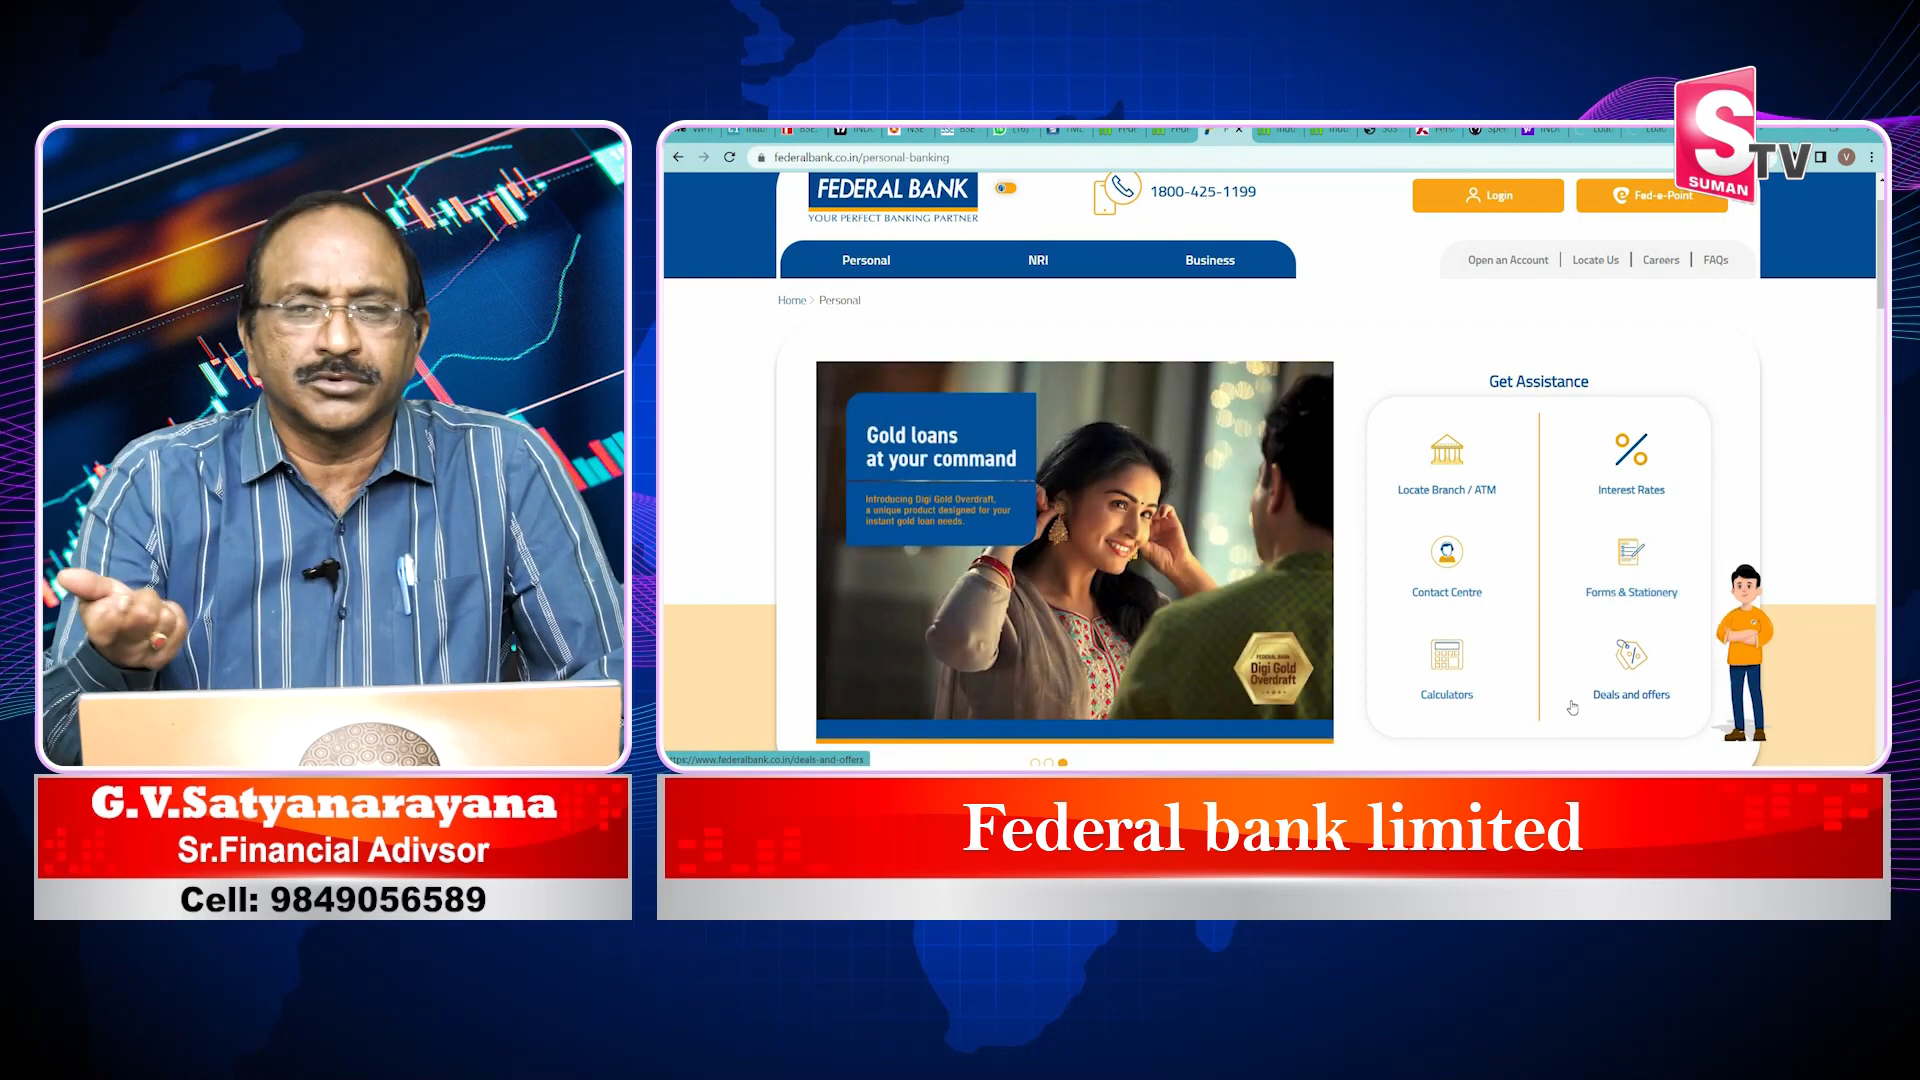 S
SUMAN
TV
federalbank.co.in/personal-banking
FEDERAL BANK
YOUR PERFECT BANKING PARTNER
1800-425-1199
Login
Fed-e-Point
Personal
NRI
Business
Open an Account
Locate Us
Careers
FAQs
Home > Personal
Gold loans
at your command
Introducing Digi Gold Overdraft,
a unique product designed for your
instant gold loan needs.
FEDERAL BANK
Digi Gold
Overdraft
Get Assistance
Locate Branch / ATM
Interest Rates
Contact Centre
Forms & Stationery
Calculators
Deals and offers
ttps://www.federalbank.co.in/deals-and-offers
G.V.Satyanarayana
Sr.Financial Adivsor
Cell: 9849056589
Federal bank limited